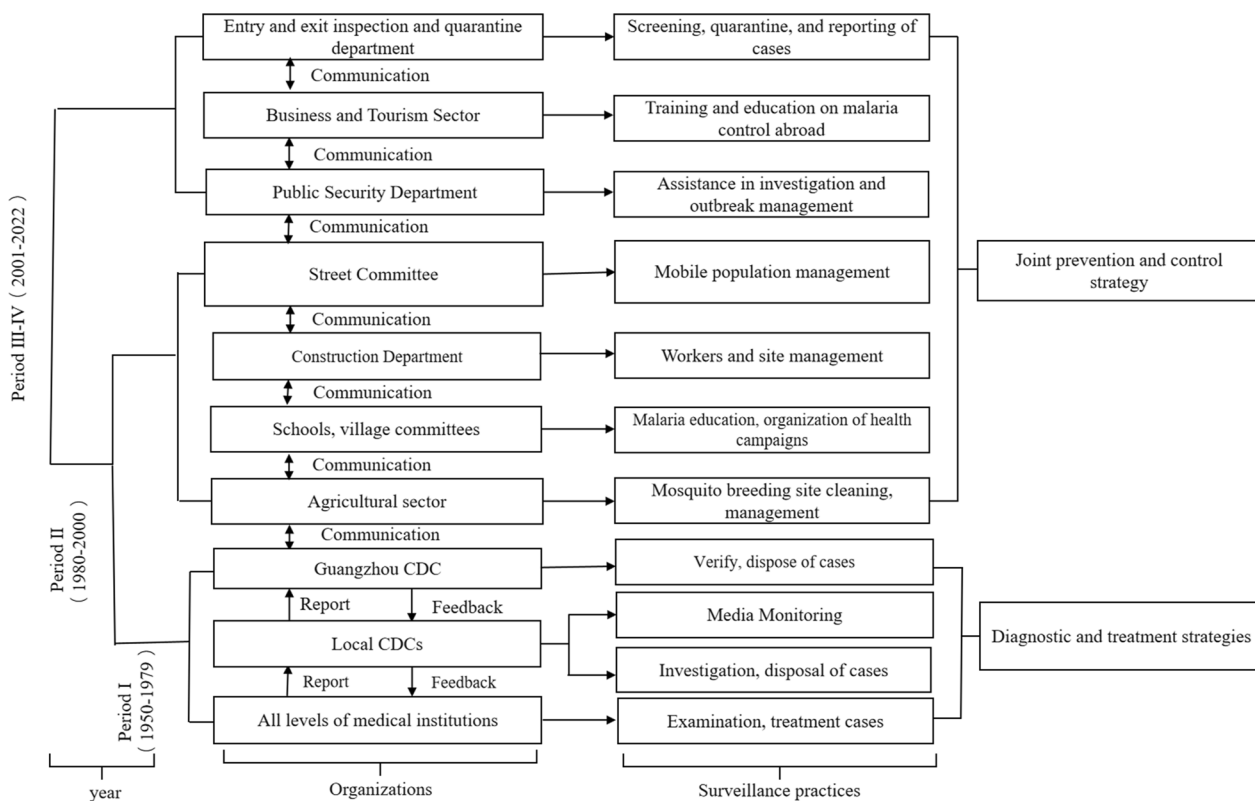 Entry and exit inspection and quarantine
department
Screening, quarantine, and reporting of
cases
Communication
Business and Tourism Sector
Training and education on malaria
control abroad
Communication
Public Security Department
Assistance in investigation and
outbreak management
Communication
Street Committee
Mobile population management
Joint prevention and control
strategy
Communication
Construction Department
Workers and site management
Communication
Schools, village committees
Malaria education, organization of health
campaigns
Communication
Agricultural sector
Mosquito breeding site cleaning,
management
Communication
Guangzhou CDC
Verify, dispose of cases
Report
Feedback
Media Monitoring
Local CDCs
Diagnostic and treatment strategies
Investigation, disposal of cases
Report
Feedback
All levels of medical institutions
Examination, treatment cases
Period III-IV（2001-2022）
Period II
（1980-2000）
Period I
（1950-1979）
year
Organizations
Surveillance practices